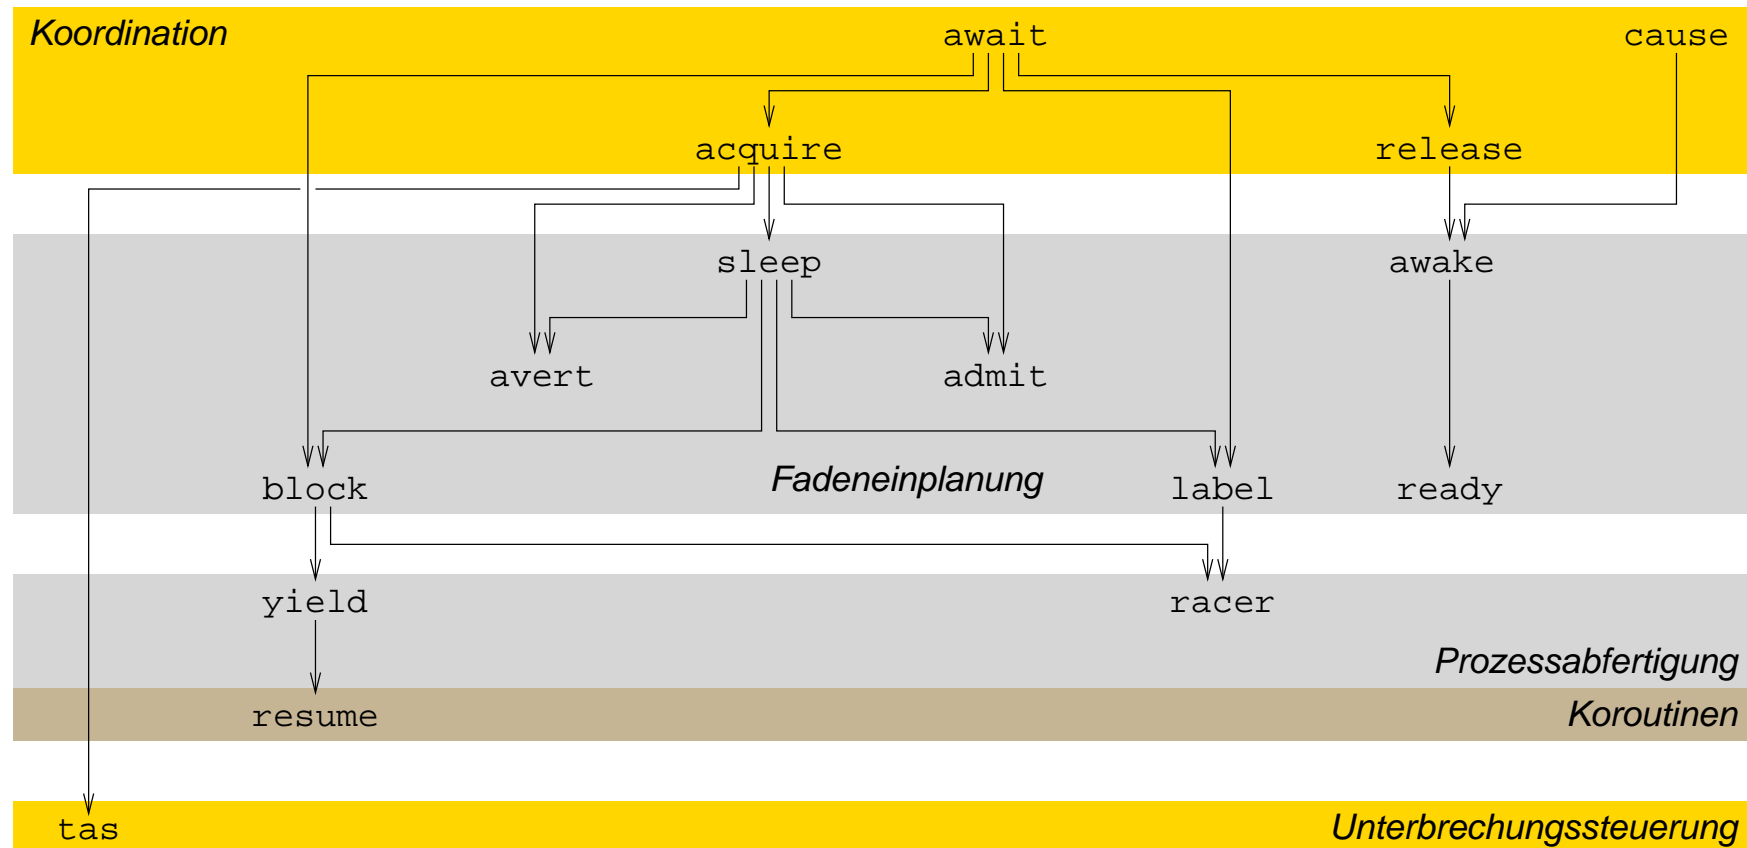 Koordination await cause
acquire release
sleep awake
avert admit
block Fadeneinplanung label ready
yield racer
Prozessabfertigung
resume Koroutinen
tas Unterbrechungssteuerung